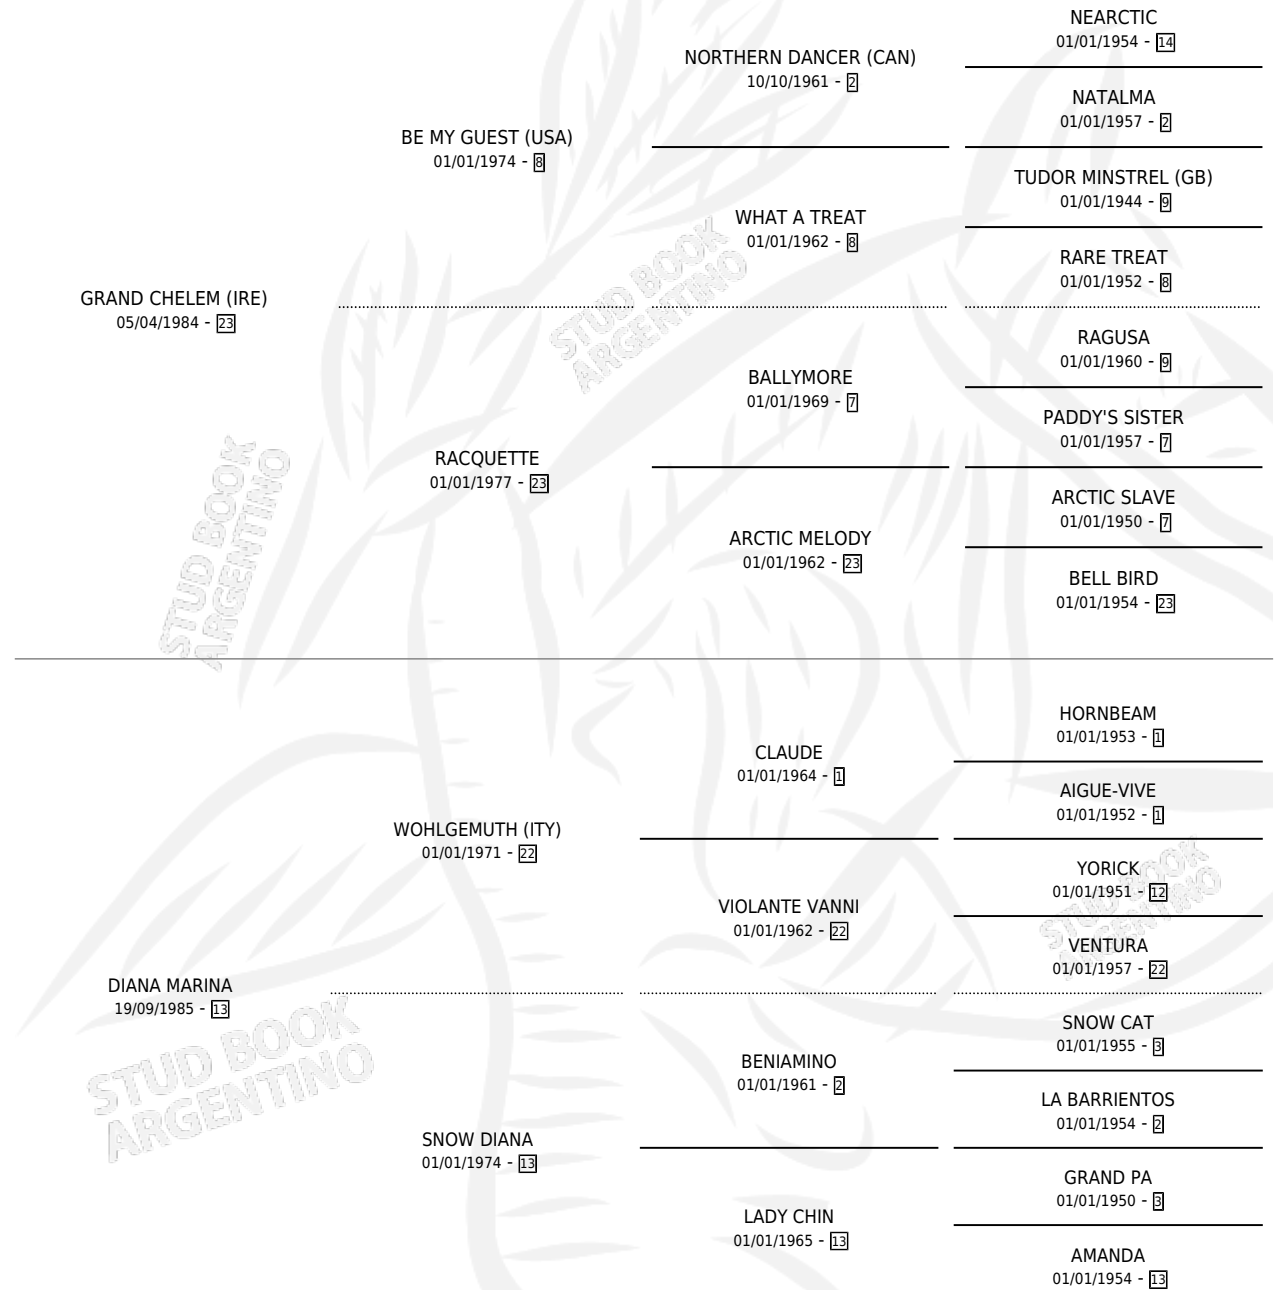 NEARCTIC
01/01/1954 - 14
NORTHERN DANCER (CAN)
10/10/1961 - 2
NATALMA
01/01/1957 - 2
BE MY GUEST (USA)
01/01/1974 - 8
TUDOR MINSTREL (GB)
01/01/1944 - 9
WHAT A TREAT
01/01/1962 - 8
RARE TREAT
01/01/1952 - 8
GRAND CHELEM (IRE)
05/04/1984 - 23
RAGUSA
01/01/1960 - 9
BALLYMORE
01/01/1969 - 7
PADDY'S SISTER
01/01/1957 - 7
RACQUETTE
01/01/1977 - 23
ARCTIC SLAVE
01/01/1950 - 7
ARCTIC MELODY
01/01/1962 - 23
BELL BIRD
01/01/1954 - 23
HORNBEAM
01/01/1953 - 1
CLAUDE
01/01/1964 - 1
AIGUE-VIVE
01/01/1952 - 1
WOHLGEMUTH (ITY)
01/01/1971 - 22
YORICK
01/01/1951 - 12
VIOLANTE VANNI
01/01/1962 - 22
VENTURA
01/01/1957 - 22
DIANA MARINA
19/09/1985 - 13
SNOW CAT
01/01/1955 - 3
BENIAMINO
01/01/1961 - 2
LA BARRIENTOS
01/01/1954 - 2
SNOW DIANA
01/01/1974 - 13
GRAND PA
01/01/1950 - 3
LADY CHIN
01/01/1965 - 13
AMANDA
01/01/1954 - 13
STUD BOOK
ARGENTINO
STUD BOOK
ARGENTINO
STUD BOOK
ARGENTINO
STUD BOOK
ARGENTINO